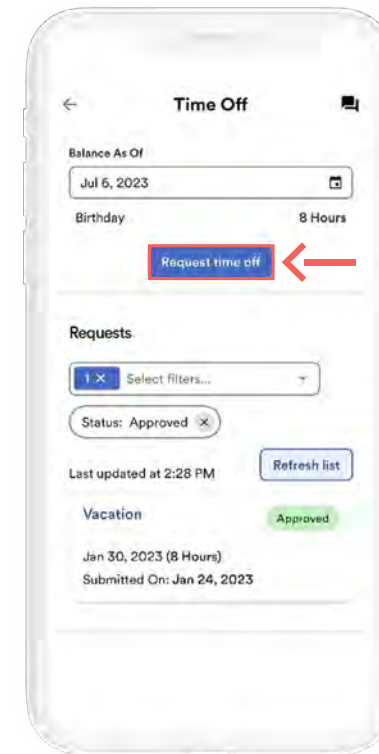 Time Off
Balance As Of
Jul 6, 2023
Birthday 8 Hours
Request time off
Requests
1 X Select filters...
Status: Approved X
Last updated at 2:28 PM Refresh list
Vacation Approved
Jan 30, 2023 (8 Hours)
Submitted On: Jan 24, 2023